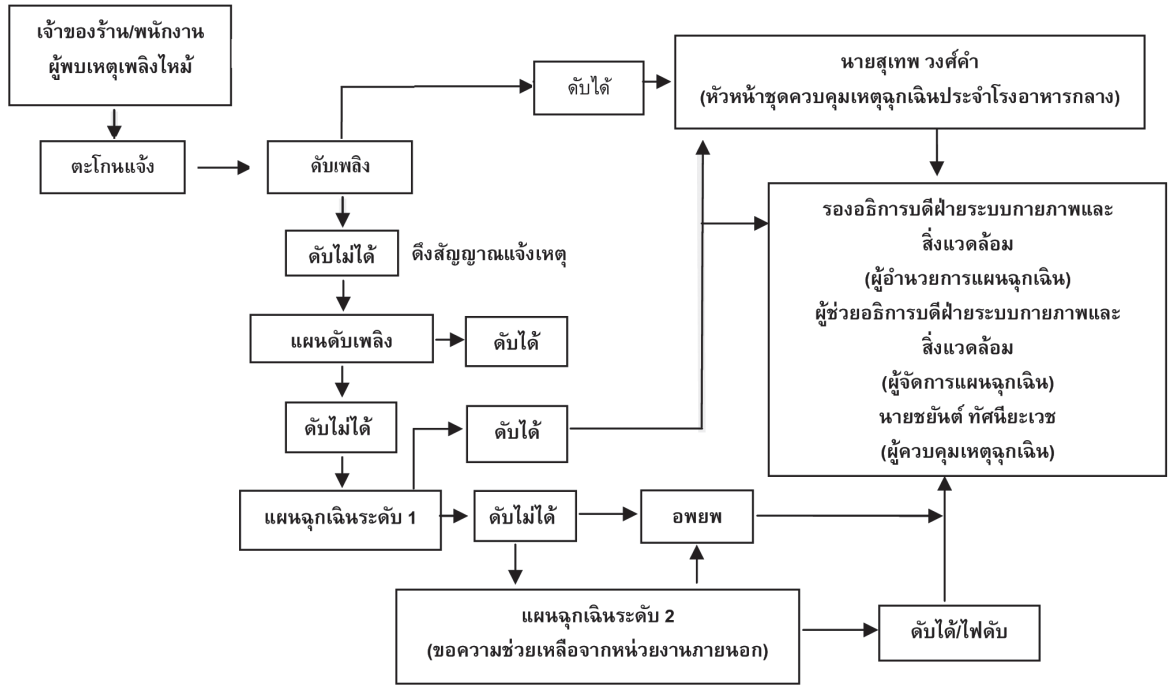 เจ้าของร้าน/พนักงาน
ผู้พบเหตุเพลิงไหม้
ตะโกนแจ้ง
ดับเพลิง
ดับได้
นายสุเทพ วงศ์คำ
(หัวหน้าชุดควบคุมเหตุฉุกเฉินประจำโรงอาหารกลาง)
รองอธิการบดีฝ่ายระบบกายภาพและ
สิ่งแวดล้อม
(ผู้อำนวยการแผนฉุกเฉิน)
ผู้ช่วยอธิการบดีฝ่ายระบบกายภาพและ
สิ่งแวดล้อม
(ผู้จัดการแผนฉุกเฉิน)
นายชยันต์ ทัศนียะเวช
(ผู้ควบคุมเหตุฉุกเฉิน)
ดับไม่ได้
ดึงสัญญาณแจ้งเหตุ
แผนดับเพลิง
ดับได้
ดับไม่ได้
ดับได้
แผนฉุกเฉินระดับ 1
ดับไม่ได้
อพยพ
แผนฉุกเฉินระดับ 2
(ขอความช่วยเหลือจากหน่วยงานภายนอก)
ดับได้/ไฟดับ